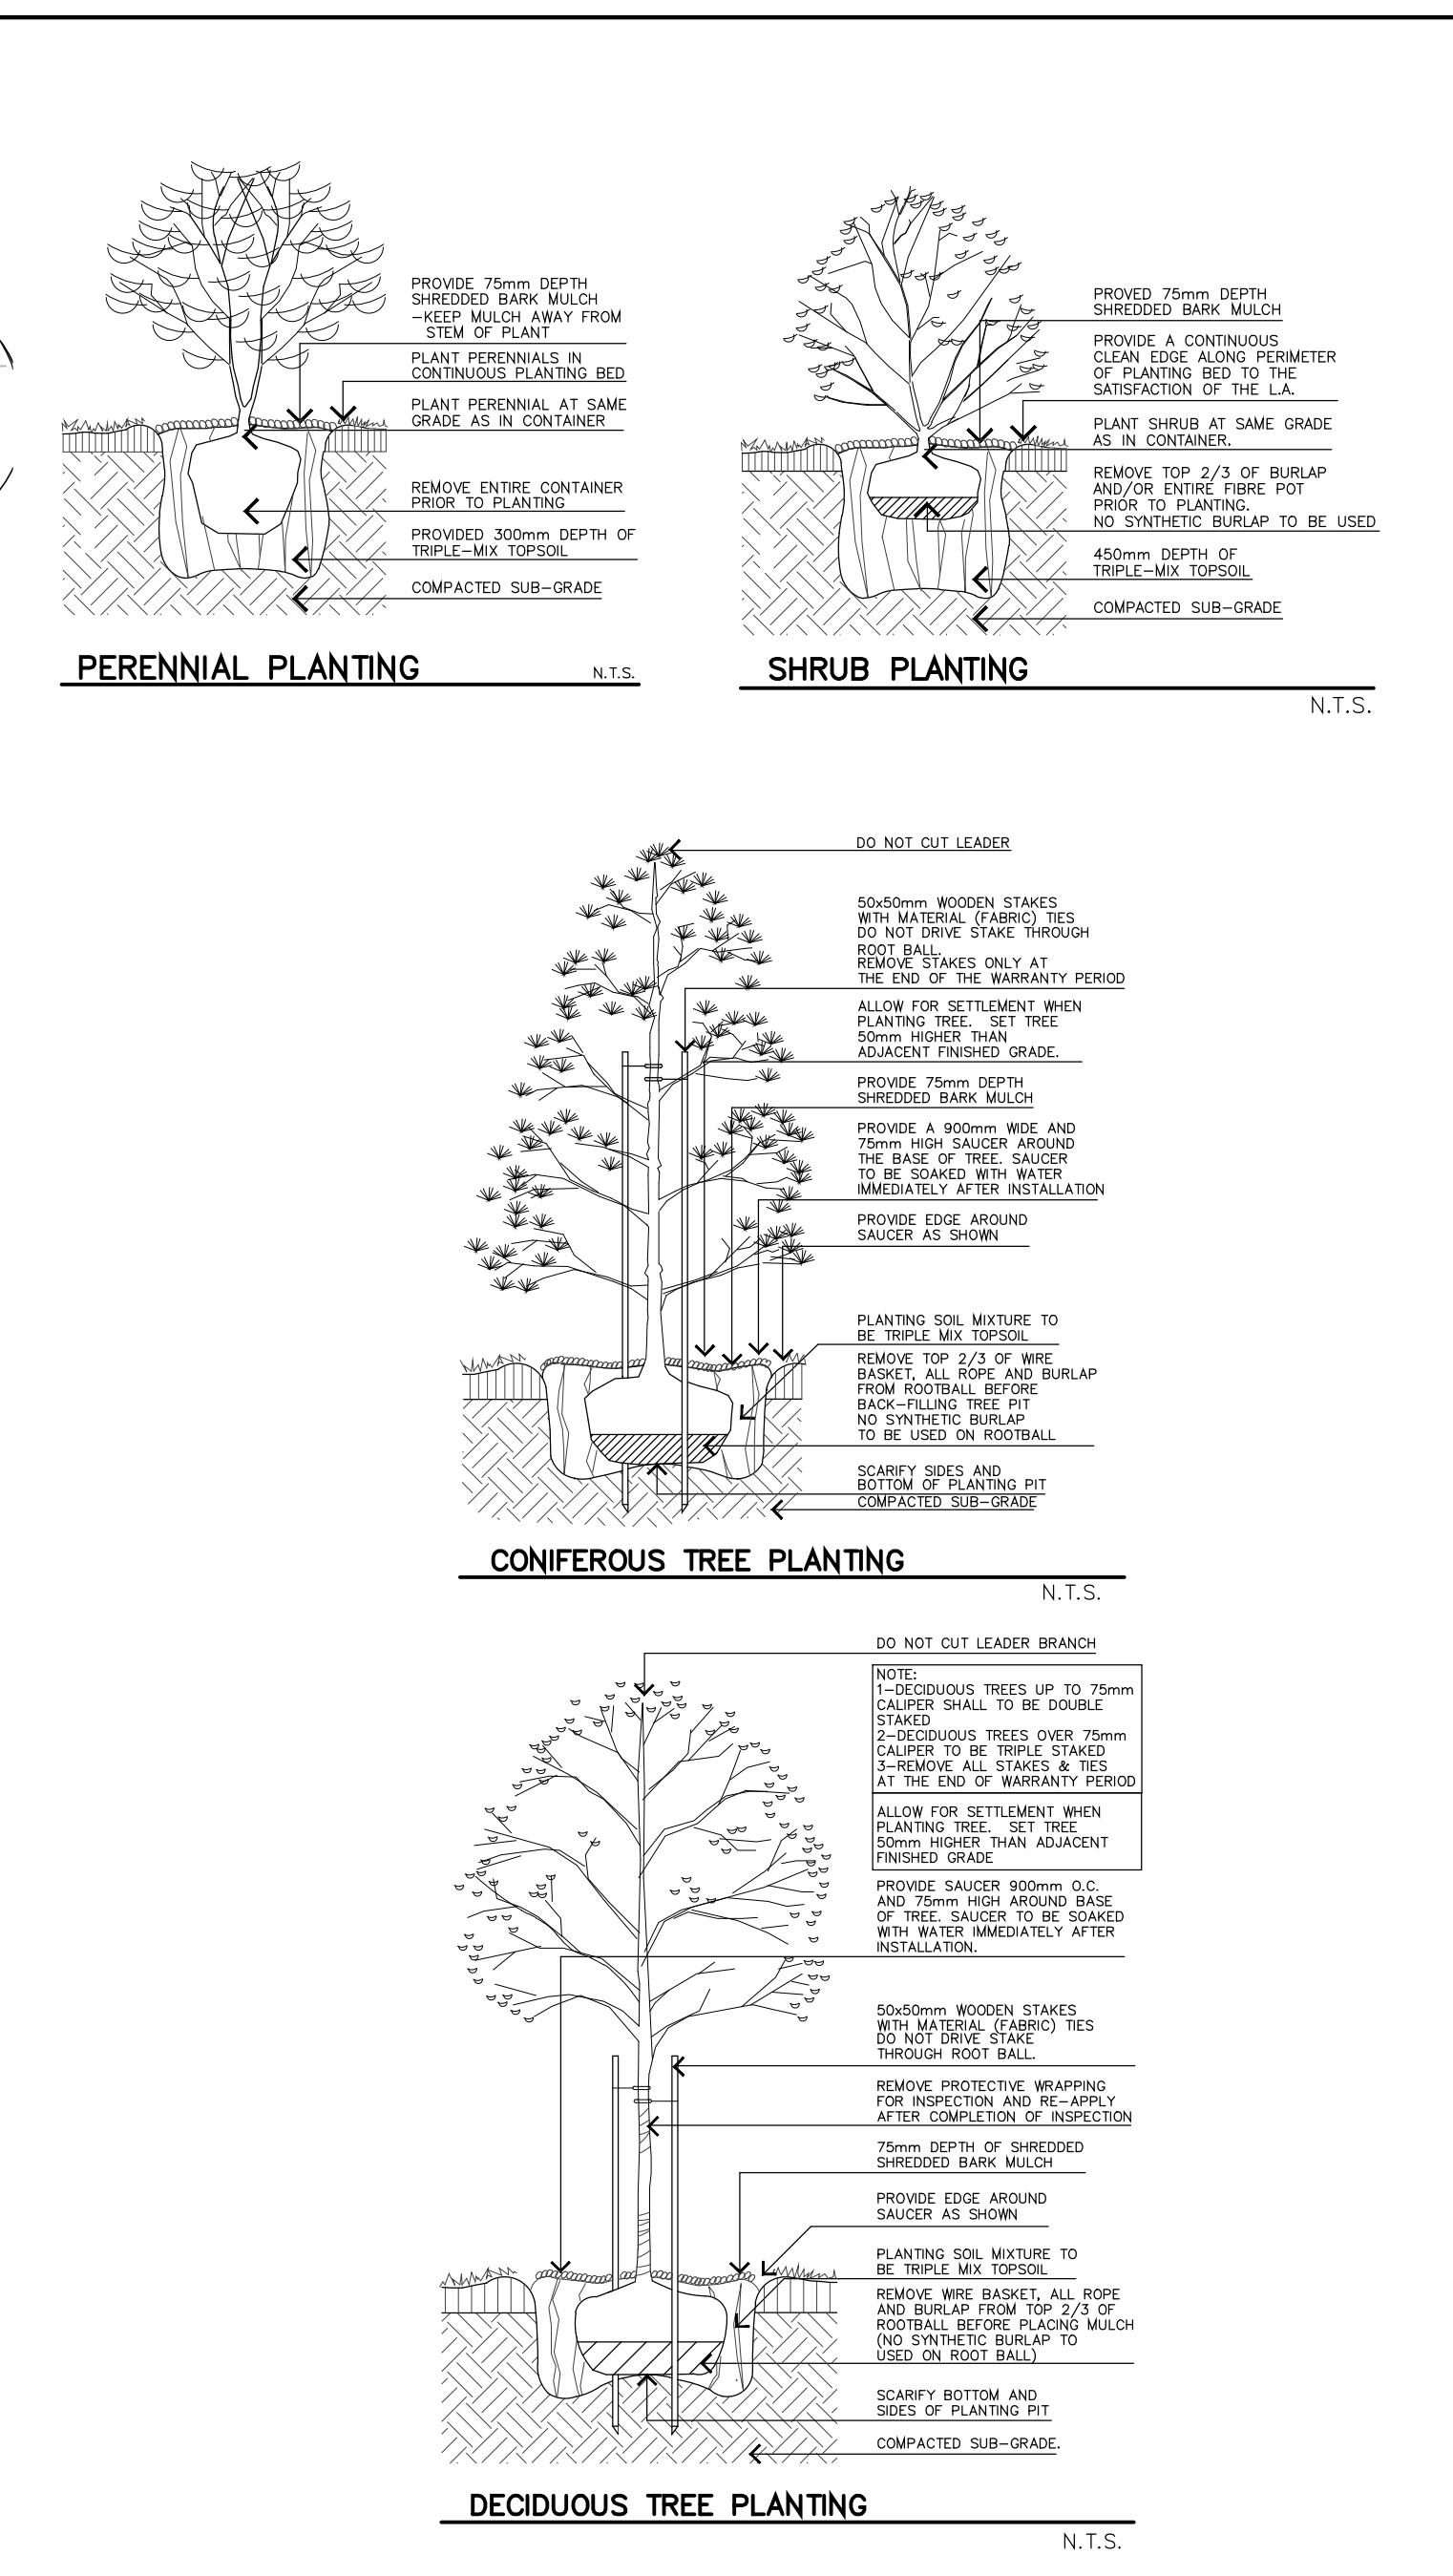 PROVIDE 75mm DEPTH
SHREDDED BARK MULCH
-KEEP MULCH AWAY FROM
STEM OF PLANT
PLANT PERENNIALS IN
CONTINUOUS PLANTING BED
PLANT PERENNIAL AT SAME
GRADE AS IN CONTAINER
REMOVE ENTIRE CONTAINER
PRIOR TO PLANTING
PROVIDED 300mm DEPTH OF
TRIPLE-MIX TOPSOIL
COMPACTED SUB-GRADE
PERENNIAL PLANTING
N.T.S.
PROVED 75mm DEPTH
SHREDDED BARK MULCH
PROVIDE A CONTINUOUS
CLEAN EDGE ALONG PERIMETER
OF PLANTING BED TO THE
SATISFACTION OF THE L.A.
PLANT SHRUB AT SAME GRADE
AS IN CONTAINER.
REMOVE TOP 2/3 OF BURLAP
AND/OR ENTIRE FIBRE POT
PRIOR TO PLANTING.
NO SYNTHETIC BURLAP TO BE USED
450mm DEPTH OF
TRIPLE-MIX TOPSOIL
COMPACTED SUB-GRADE
SHRUB PLANTING
N.T.S.
DO NOT CUT LEADER
50x50mm WOODEN STAKES
WITH MATERIAL (FABRIC) TIES
DO NOT DRIVE STAKE THROUGH
ROOT BALL.
REMOVE STAKES ONLY AT
THE END OF THE WARRANTY PERIOD
ALLOW FOR SETTLEMENT WHEN
PLANTING TREE. SET TREE
50mm HIGHER THAN
ADJACENT FINISHED GRADE.
PROVIDE 75mm DEPTH
SHREDDED BARK MULCH
PROVIDE A 900mm WIDE AND
75mm HIGH SAUCER AROUND
THE BASE OF TREE. SAUCER
TO BE SOAKED WITH WATER
IMMEDIATELY AFTER INSTALLATION
PROVIDE EDGE AROUND
SAUCER AS SHOWN
PLANTING SOIL MIXTURE TO
BE TRIPLE MIX TOPSOIL
REMOVE TOP 2/3 OF WIRE
BASKET, ALL ROPE AND BURLAP
FROM ROOTBALL BEFORE
BACK-FILLING TREE PIT
NO SYNTHETIC BURLAP
TO BE USED ON ROOTBALL
SCARIFY SIDES AND
BOTTOM OF PLANTING PIT
COMPACTED SUB-GRADE
CONIFEROUS TREE PLANTING
N.T.S.
DO NOT CUT LEADER BRANCH
NOTE:
1-DECIDUOUS TREES UP TO 75mm
CALIPER SHALL TO BE DOUBLE
STAKED
2-DECIDUOUS TREES OVER 75mm
CALIPER TO BE TRIPLE STAKED
3-REMOVE ALL STAKES & TIES
AT THE END OF WARRANTY PERIOD
ALLOW FOR SETTLEMENT WHEN
PLANTING TREE. SET TREE
50mm HIGHER THAN ADJACENT
FINISHED GRADE
PROVIDE SAUCER 900mm O.C.
AND 75mm HIGH AROUND BASE
OF TREE. SAUCER TO BE SOAKED
WITH WATER IMMEDIATELY AFTER
INSTALLATION.
50x50mm WOODEN STAKES
WITH MATERIAL (FABRIC) TIES
DO NOT DRIVE STAKE
THROUGH ROOT BALL.
REMOVE PROTECTIVE WRAPPING
FOR INSPECTION AND RE-APPLY
AFTER COMPLETION OF INSPECTION
75mm DEPTH OF SHREDDED
SHREDDED BARK MULCH
PROVIDE EDGE AROUND
SAUCER AS SHOWN
PLANTING SOIL MIXTURE TO
BE TRIPLE MIX TOPSOIL
REMOVE WIRE BASKET, ALL ROPE
AND BURLAP FROM TOP 2/3 OF
ROOTBALL BEFORE PLACING MULCH
(NO SYNTHETIC BURLAP TO
USED ON ROOT BALL)
SCARIFY BOTTOM AND
SIDES OF PLANTING PIT
COMPACTED SUB-GRADE.
DECIDUOUS TREE PLANTING
N.T.S.